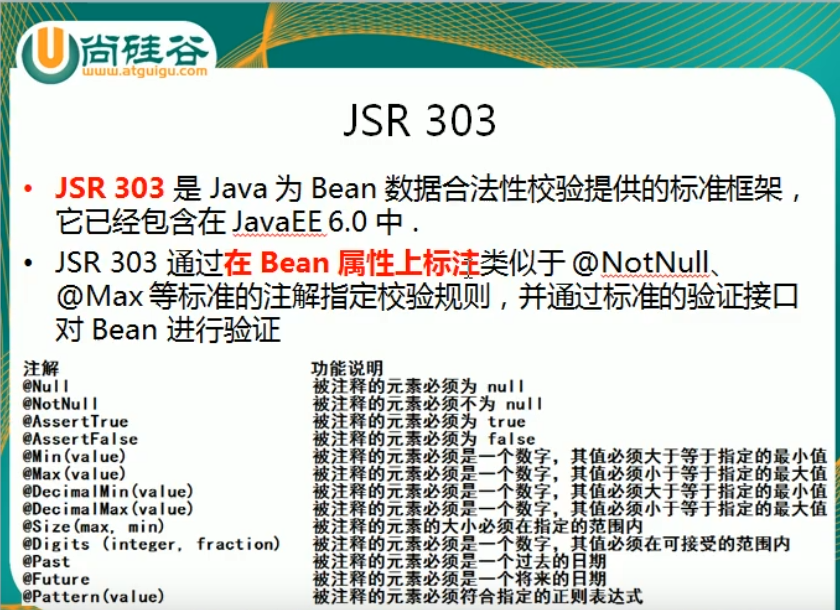 尚硅谷
www.atguigu.com
JSR 303
• JSR 303 是 Java 为 Bean 数据合法性校验提供的标准框架，
它已经包含在 JavaEE 6.0 中 .
• JSR 303 通过在 Bean 属性上标注类似于 @NotNull、
@Max 等标准的注解指定校验规则，并通过标准的验证接口
对 Bean 进行验证
注解 功能说明
@Null 被注释的元素必须为 null
@NotNull 被注释的元素必须不为 null
@AssertTrue 被注释的元素必须为 true
@AssertFalse 被注释的元素必须为 false
@Min(value) 被注释的元素必须是一个数字，其值必须大于等于指定的最小值
@Max(value) 被注释的元素必须是一个数字，其值必须小于等于指定的最大值
@DecimalMin(value) 被注释的元素必须是一个数字，其值必须大于等于指定的最小值
@DecimalMax(value) 被注释的元素必须是一个数字，其值必须小于等于指定的最大值
@Size(max, min) 被注释的元素的大小必须在指定的范围内
@Digits (integer, fraction) 被注释的元素必须是一个数字，其值必须在可接受的范围内
@Past 被注释的元素必须是一个过去的日期
@Future 被注释的元素必须是一个将来的日期
@Pattern(value) 被注释的元素必须符合指定的正则表达式